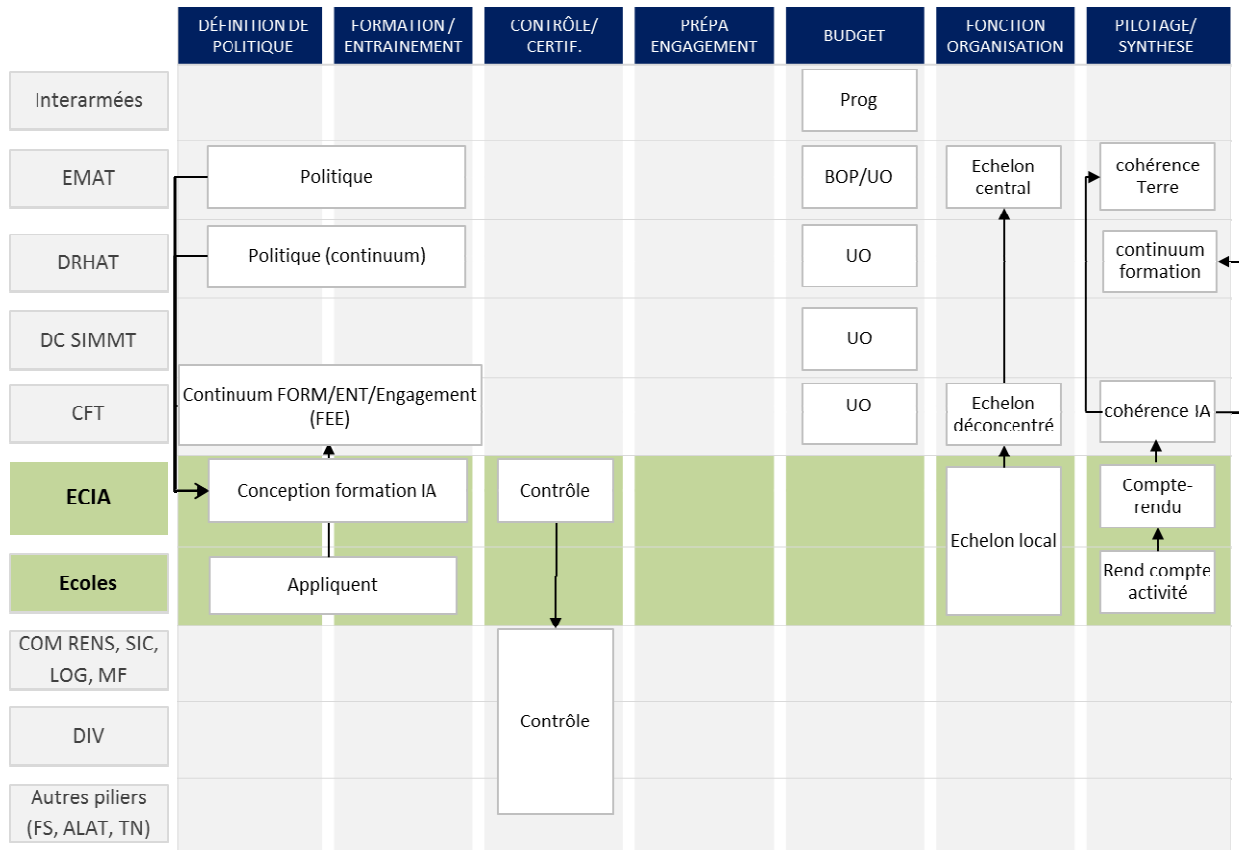 DÉFINITION DE
POLITIQUE
FORMATION /
ENTRAINEMENT
CONTRÔLE/
CERTIF.
PRÉPA
ENGAGEMENT
BUDGET
FONCTION
ORGANISATION
PILOTAGE/
SYNTHESE
Interarmées
Prog
EMAT
Politique
BOP/UO
Echelon
central
cohérence
Terre
DRHAT
Politique (continuum)
UO
continuum
formation
DC SIMMT
UO
CFT
Continuum FORM/ENT/Engagement
(FEE)
UO
Echelon
déconcentré
cohérence IA
ECIA
Conception formation IA
Contrôle
Echelon local
Compte-
rendu
Ecoles
Appliquent
Rend compte
activité
COM RENS, SIC,
LOG, MF
DIV
Contrôle
Autres piliers
(FS, ALAT, TN)